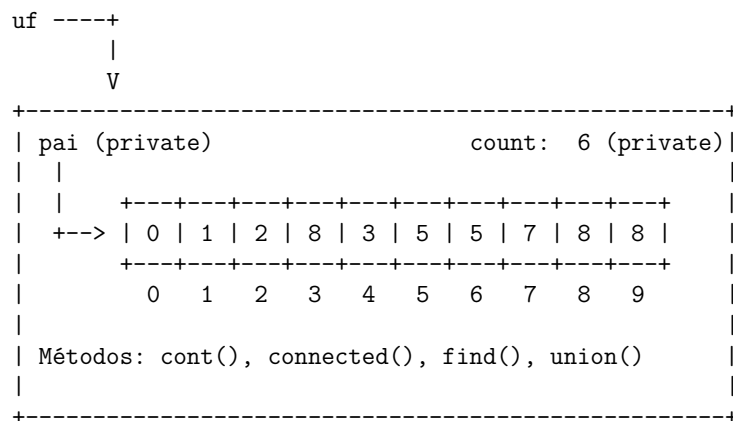 uf ----+
       |
       V
+----------------------------------------------------+
| pai (private)                   count:  6 (private)|
|  |                                                 |
|  |    +---+---+---+---+---+---+---+---+---+---+    |
|  +--> | 0 | 1 | 2 | 8 | 3 | 5 | 5 | 7 | 8 | 8 |    |
|       +---+---+---+---+---+---+---+---+---+---+    |
|         0   1   2   3   4   5   6   7   8   9      |
|                                                    |
| Métodos: cont(), connected(), find(), union()      |
|                                                    |
+----------------------------------------------------+